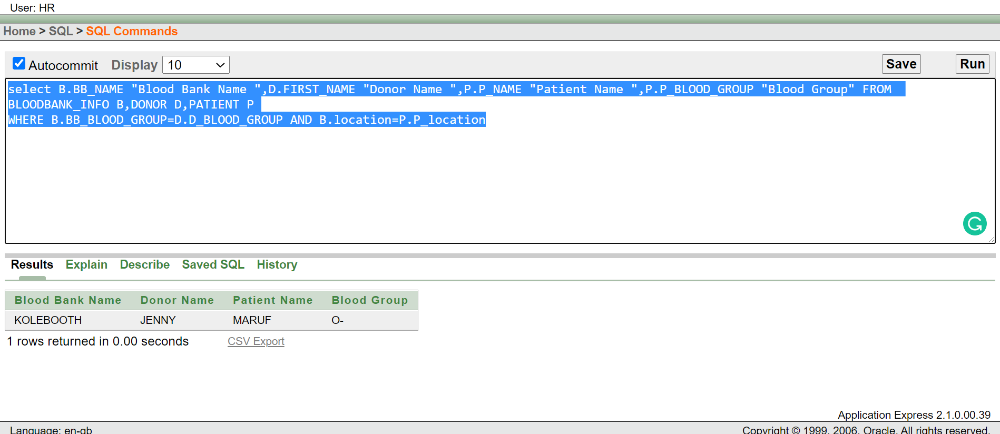 User: HR
Home > SQL > SQL Commands
Autocommit Display 10 Save Run
select B.BB_NAME "Blood Bank Name ",D.FIRST_NAME "Donor Name ",P.P_NAME "Patient Name ",P.P_BLOOD_GROUP "Blood Group" FROM
BLOODBANK_INFO B,DONOR D,PATIENT P
WHERE B.BB_BLOOD_GROUP=D.D_BLOOD_GROUP AND B.location=P.P_location
Results Explain Describe Saved SQL History
Blood Bank Name Donor Name Patient Name Blood Group
KOLEBOOTH JENNY MARUF O-
1 rows returned in 0.00 seconds CSV Export
Application Express 2.1.0.00.39
Language: en-gb Copyright © 1999, 2006, Oracle. All rights reserved.